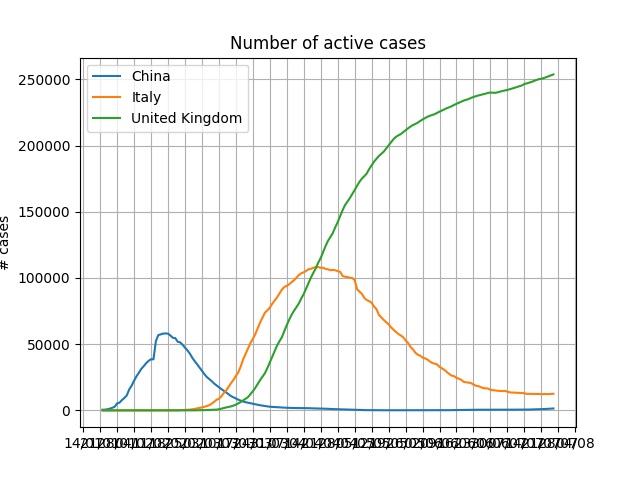 Number of active cases
China
Italy
United Kingdom
250000
200000
150000
100000
50000
0
# cases